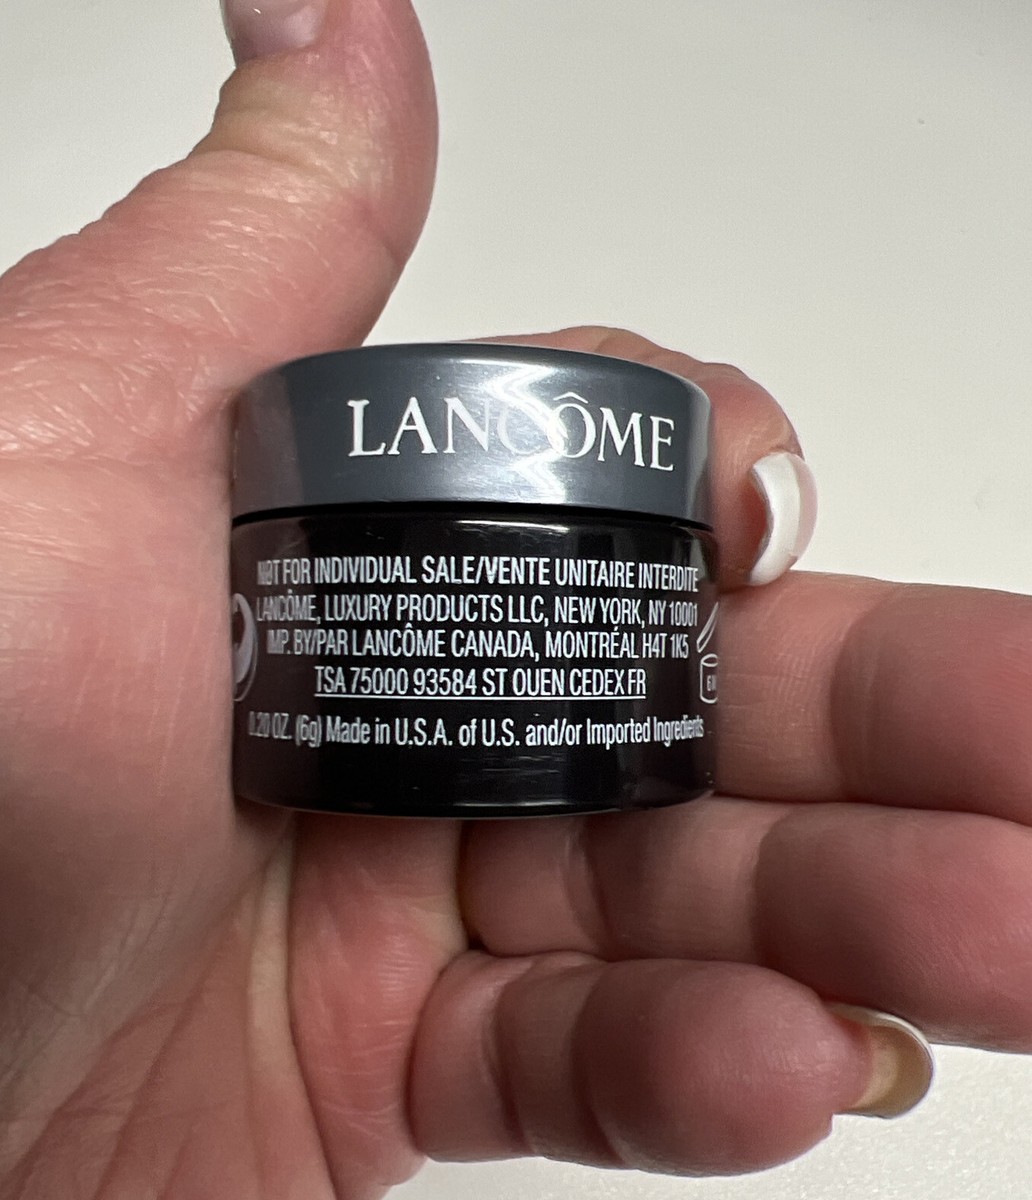 LANCÔME
NOT FOR INDIVIDUAL SALE/VENTE UNITAIRE INTERDITE
LANCÔME, LUXURY PRODUCTS LLC, NEW YORK, NY 10001
IMP. BY/PAR LANCÔME CANADA, MONTRÉAL H4T 1K5
TSA 75000 93584 ST OUEN CEDEX FR
0.20 OZ. (6g) Made in U.S.A. of U.S. and/or Imported Ingredients